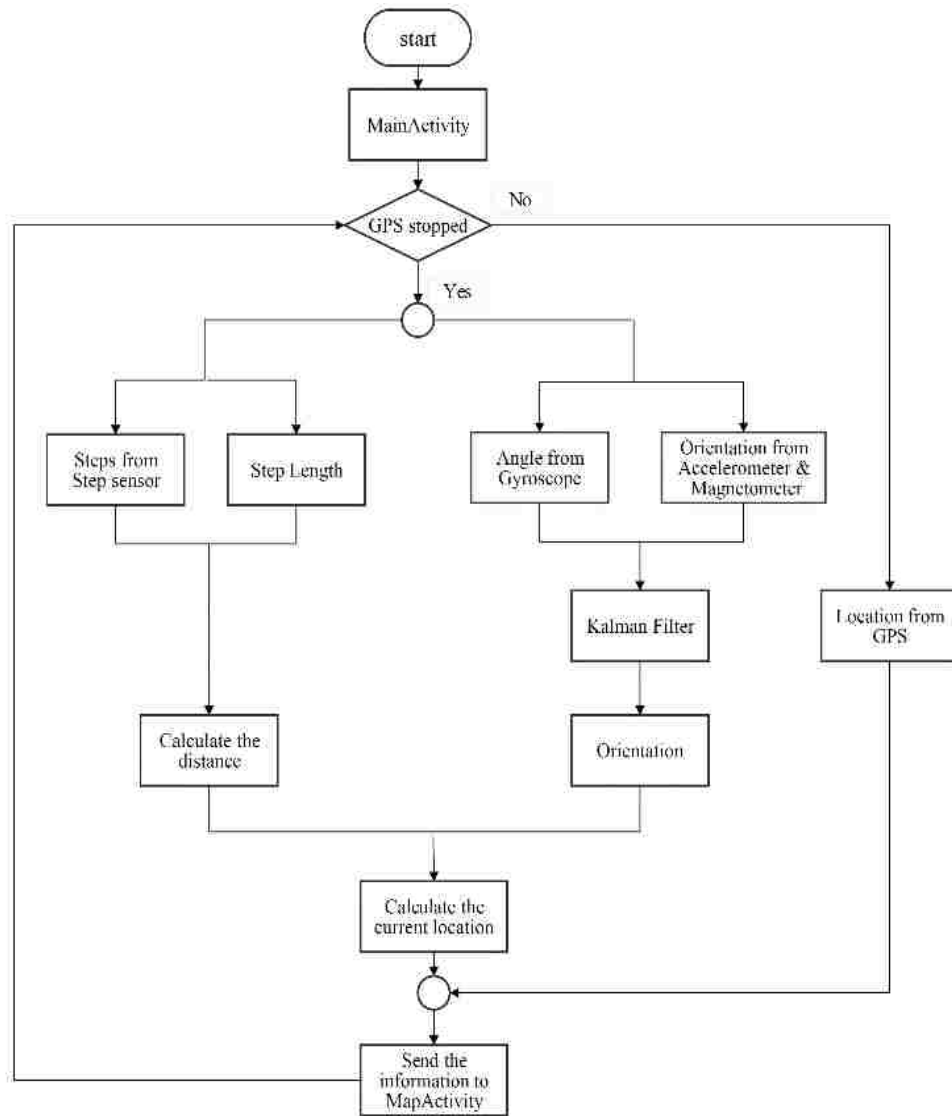 start
MainActivity
GPS stopped
No
Yes
Steps from
Step sensor
Step Length
Angle from
Gyroscope
Orientation from
Accelerometer &
Magnetometer
Kalman Filter
Location from
GPS
Calculate the
distance
Orientation
Calculate the
current location
Send the
information to
MapActivity